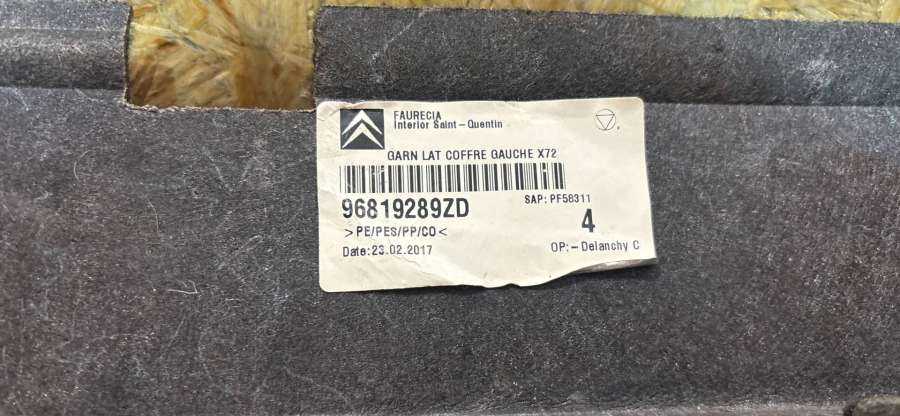 FAURECIA
Interior Saint-Quentin
GARN LAT COFFRE GAUCHE X72
SAP: PF58311
96819289ZD
4
>PE/PES/PP/CO<
Date:23.02.2017
OP:-Delanchy C